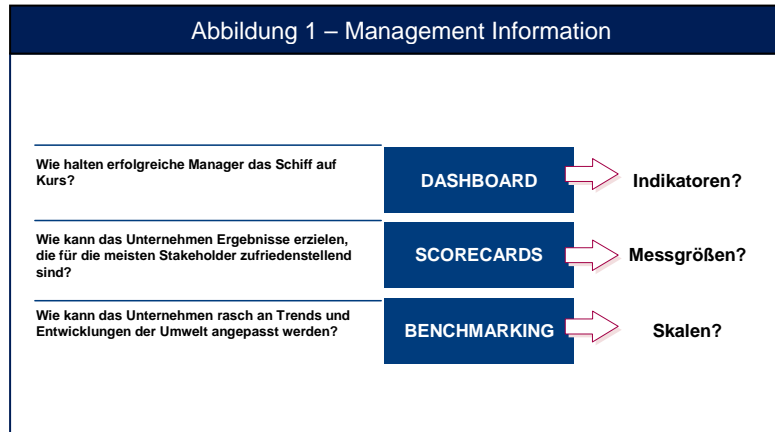 Abbildung 1 – Management Information
Wie halten erfolgreiche Manager das Schiff auf
Kurs?
DASHBOARD
Indikatoren?
Wie kann das Unternehmen Ergebnisse erzielen,
die für die meisten Stakeholder zufriedenstellend
sind?
SCORECARDS
Messgrößen?
Wie kann das Unternehmen rasch an Trends und
Entwicklungen der Umwelt angepasst werden?
BENCHMARKING
Skalen?